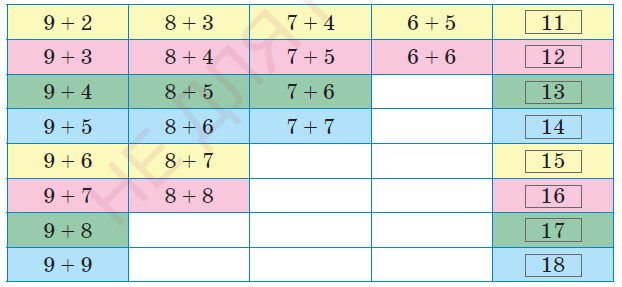 9 + 2 8 + 3 7 + 4 6 + 5 11
9 + 3 8 + 4 7 + 5 6 + 6 12
9 + 4 8 + 5 7 + 6 13
9 + 5 8 + 6 7 + 7 14
9 + 6 8 + 7 15
9 + 7 8 + 8 16
9 + 8 17
9 + 9 18
НЕ ДЛЯ